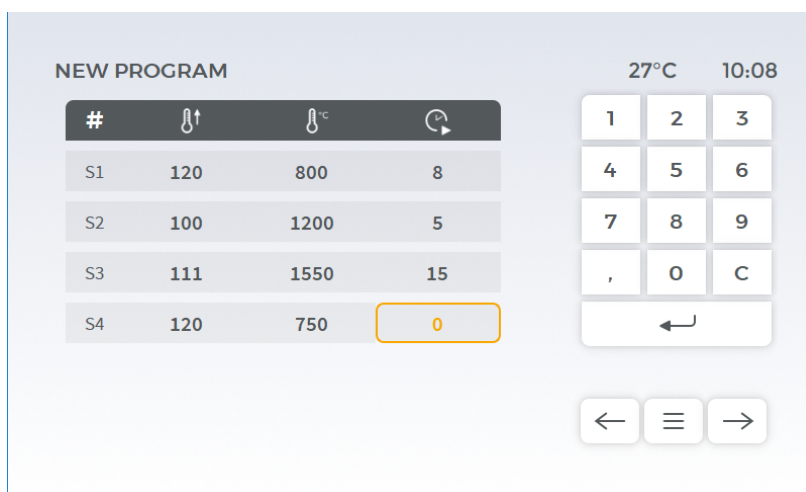 NEW PROGRAM 27°C 10:08
# °C
S1 120 800 8
S2 100 1200 5
S3 111 1550 15
S4 120 750 0
1 2 3
4 5 6
7 8 9
, 0 C